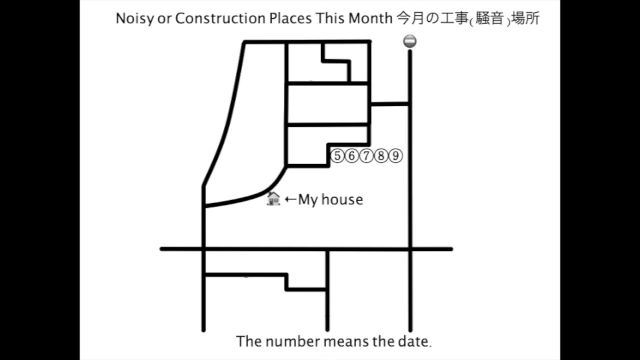 Noisy or Construction Places This Month 今月の工事(騒音)場所
⑤⑥⑦⑧⑨
←My house
The number means the date.